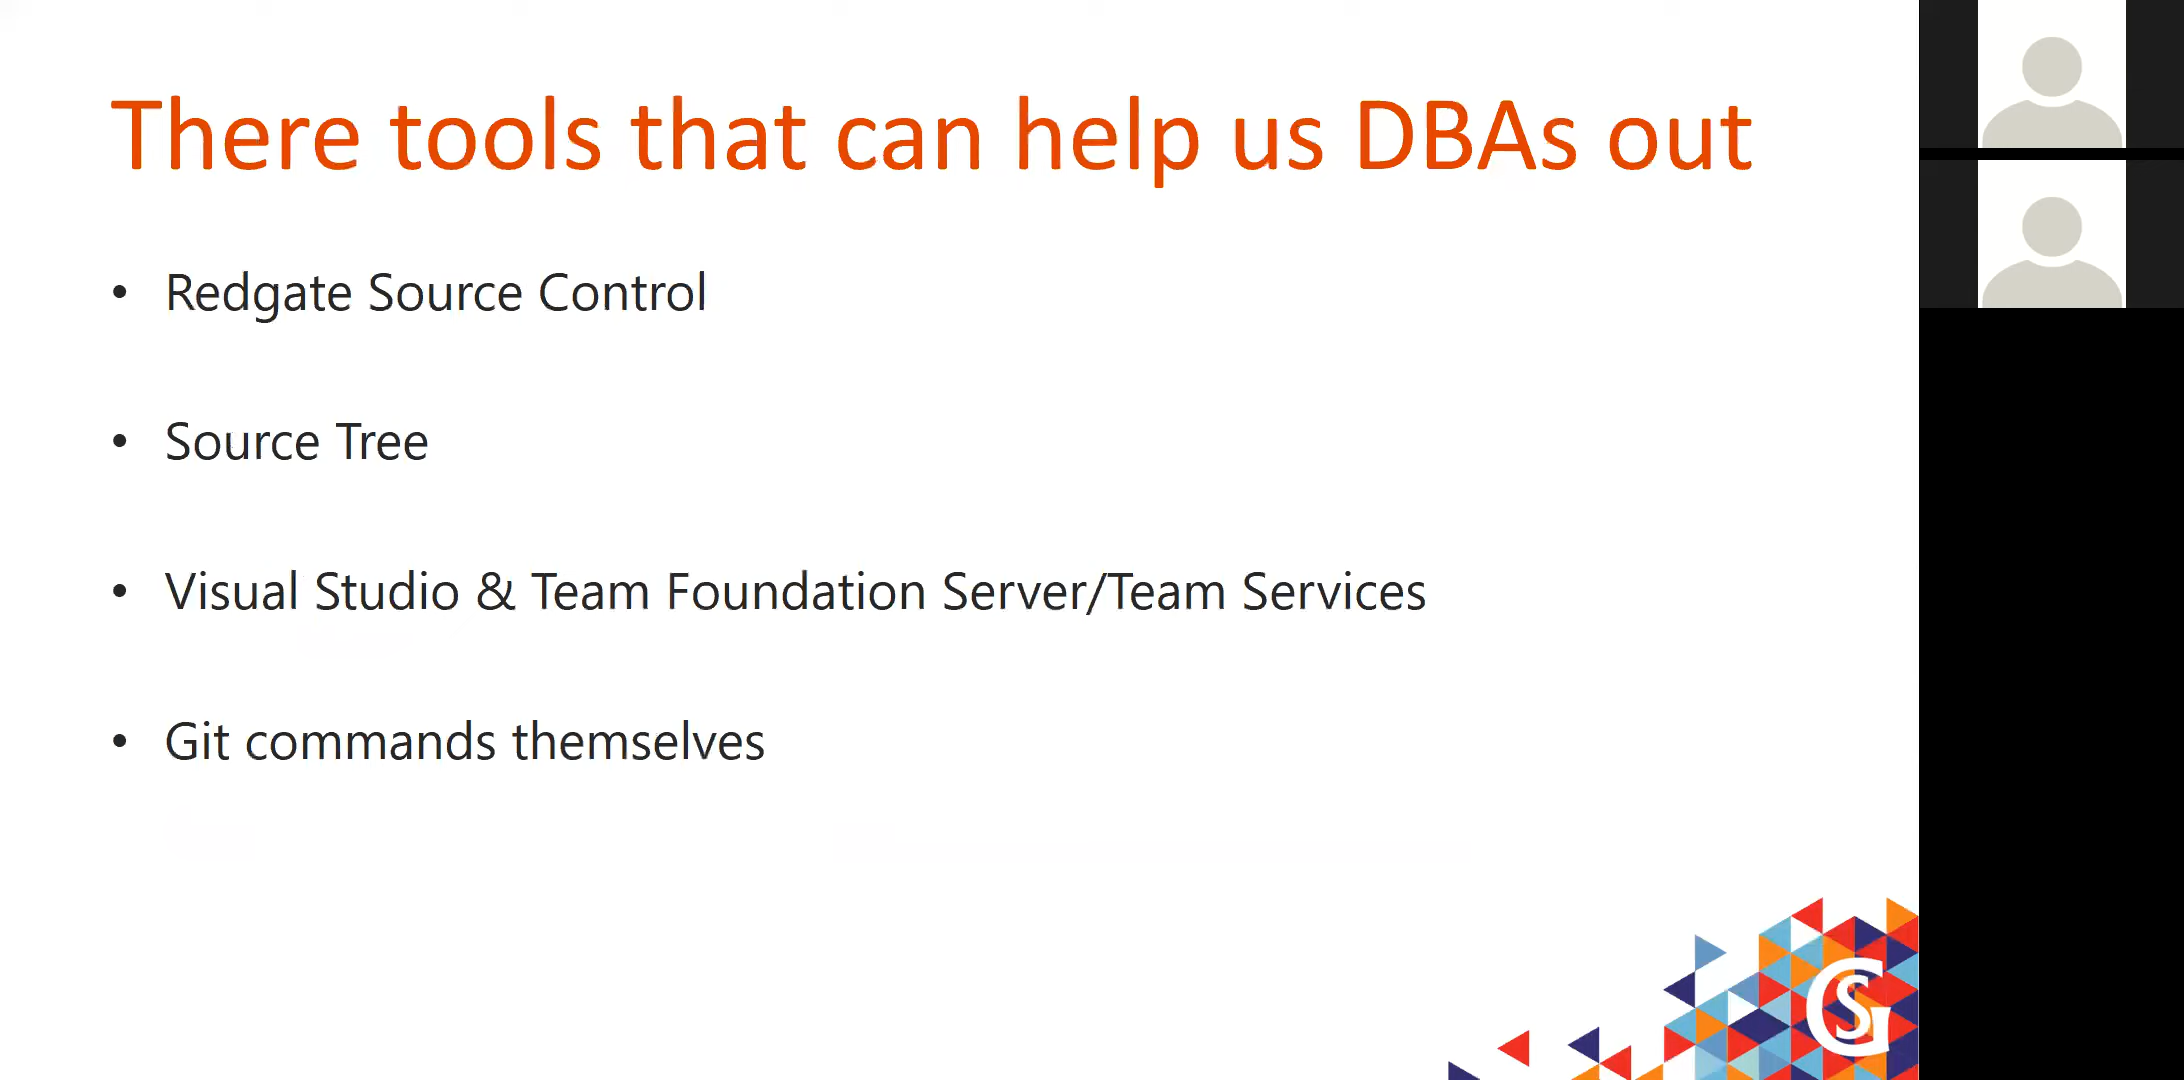 There tools that can help us DBAs out
• Redgate Source Control
• Source Tree
• Visual Studio & Team Foundation Server/Team Services
• Git commands themselves
GS